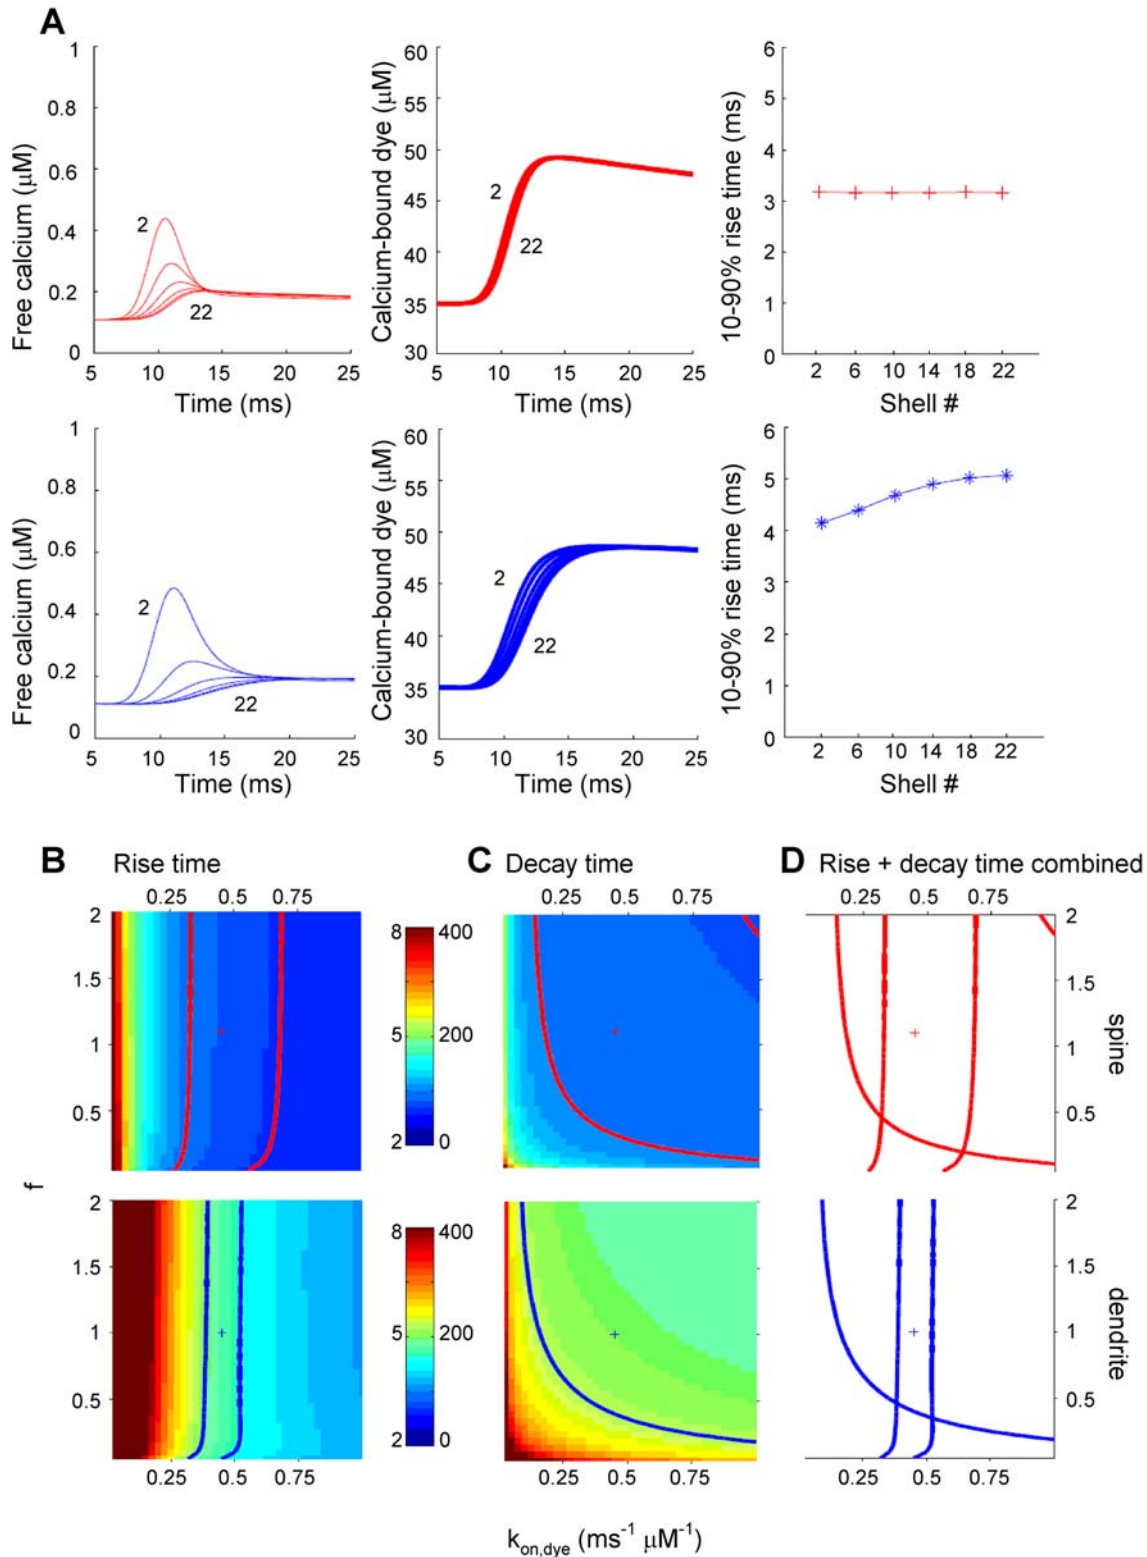 A
Free calcium (μM)
1
0.8
0.6
0.4
0.2
0
2
22
5 10 15 20 25
Time (ms)
Calcium-bound dye (μM)
60
55
50
45
40
35
30
2
22
5 10 15 20 25
Time (ms)
10-90% rise time (ms)
6
5
4
3
2
1
0
2 6 10 14 18 22
Shell #
Free calcium (μM)
1
0.8
0.6
0.4
0.2
0
2
22
5 10 15 20 25
Time (ms)
Calcium-bound dye (μM)
60
55
50
45
40
35
30
2
22
5 10 15 20 25
Time (ms)
10-90% rise time (ms)
6
5
4
3
2
1
0
2 6 10 14 18 22
Shell #
B Rise time
0.25 0.75
2
1.5
1
0.5
8 400
5 200
2 0
C Decay time
0.25 0.5 0.75
D Rise + decay time combined
0.25 0.5 0.75
2
1.5
1
0.5
spine
f
2
1.5
1
0.5
0.25 0.75
8 400
5 200
2 0
0.25 0.5 0.75
0.25 0.5 0.75
2
1.5
1
0.5
dendrite
k on,dye (ms⁻¹ μM⁻¹)